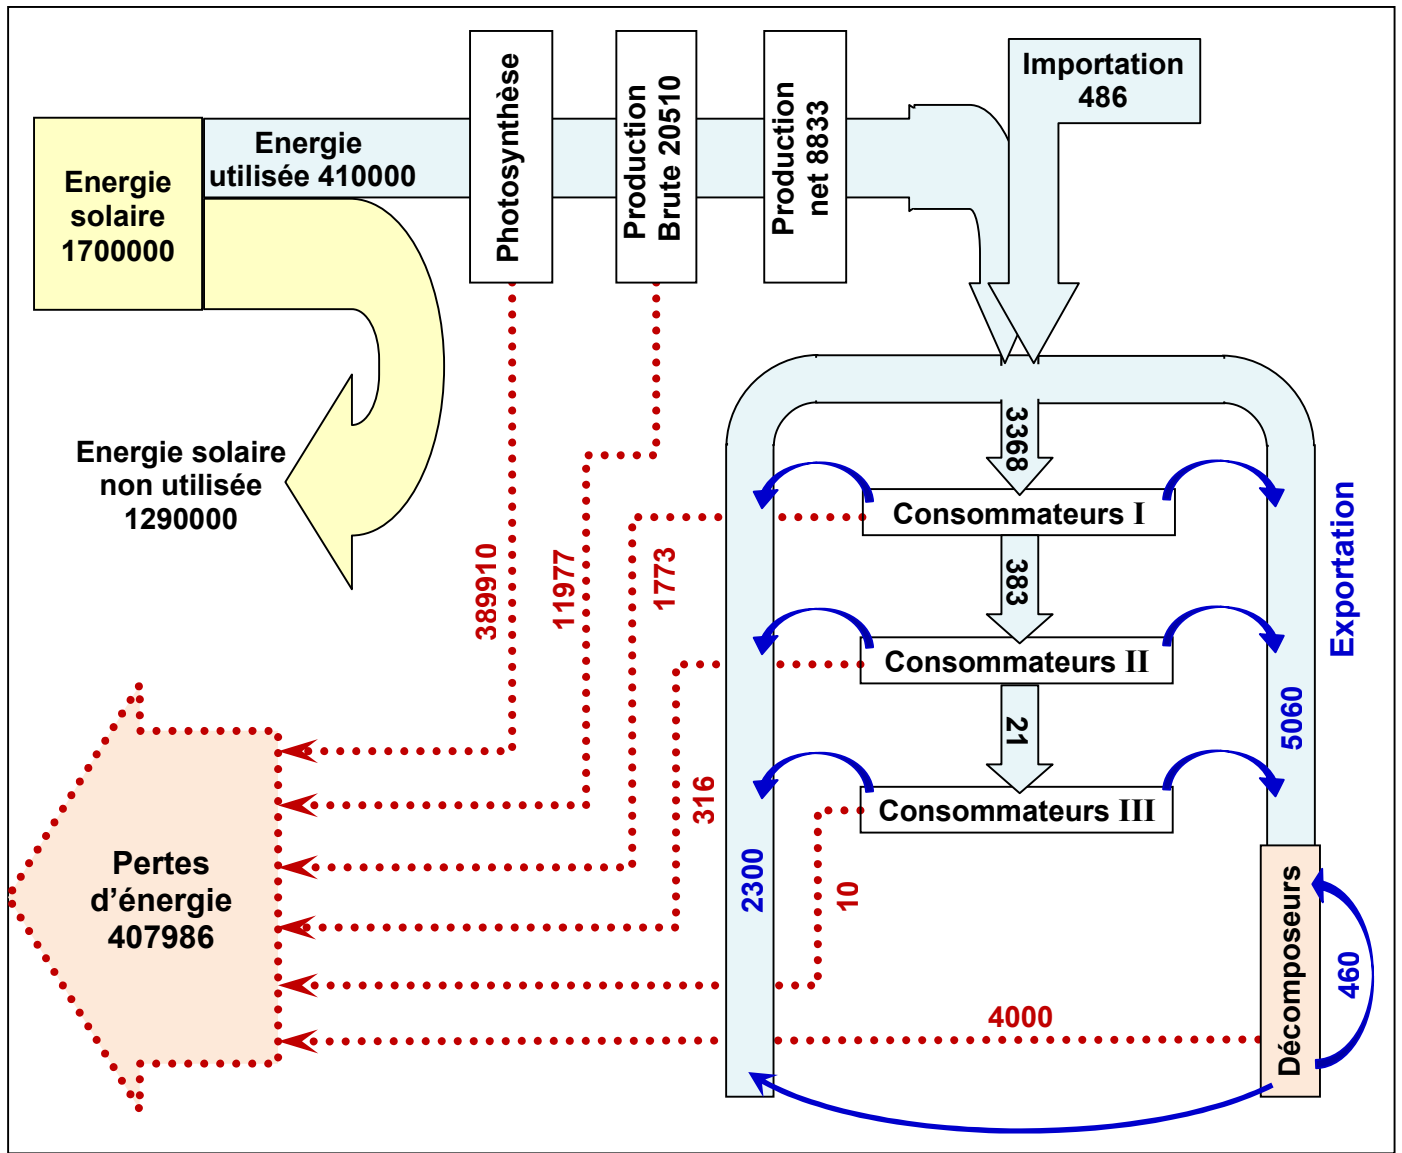 Energie
solaire
1700000
Energie
utilisée 410000
Photosynthèse
Production
Brute 20510
Production
net 8833
Importation
486
Energie solaire
non utilisée
1290000
3368
Consommateurs I
383
Consommateurs II
21
Consommateurs III
Exportation
5060
2300
Décomposeurs
460
389910
11977
1773
316
10
4000
Pertes
d’énergie
407986